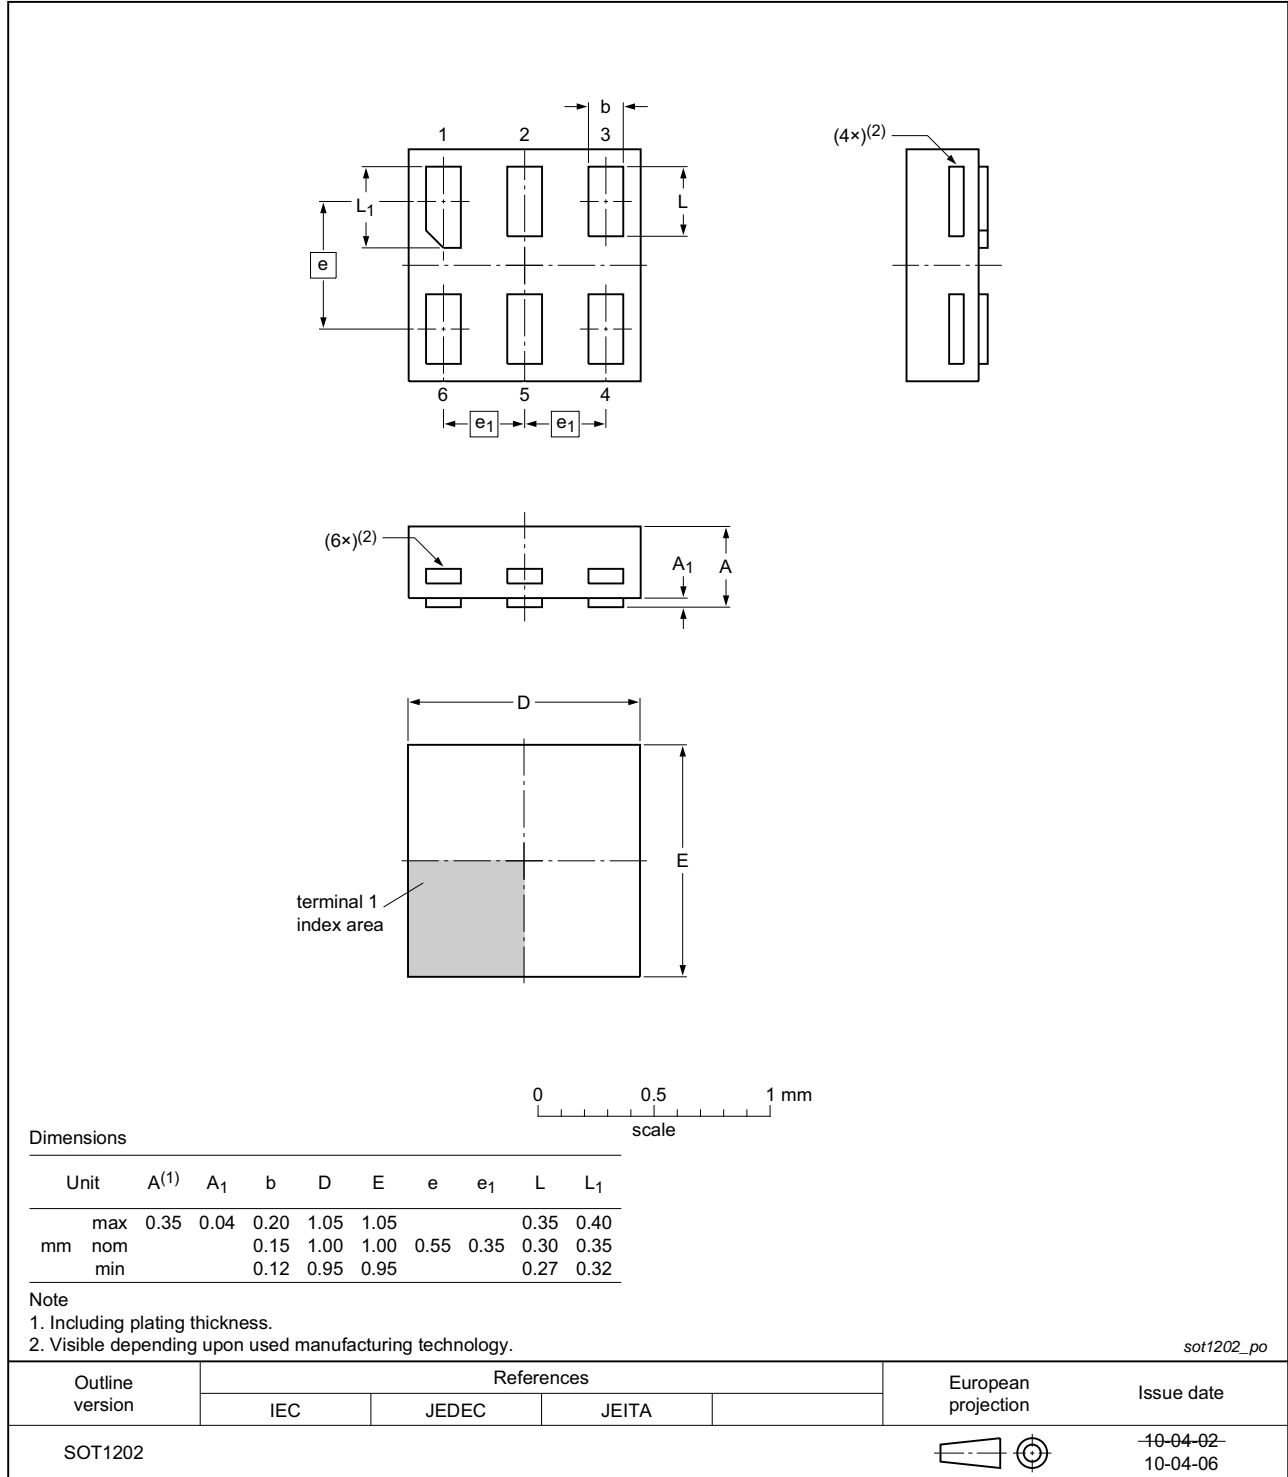 b
1 2 3
(4×)(2)
L1
L
e
6 5 4
e1 e1
(6×)(2)
A1 A
D
E
terminal 1
index area
0 0.5 1 mm
scale
Dimensions
Unit A(1) A1 b D E e e1 L L1
max 0.35 0.04 0.20 1.05 1.05 0.35 0.40
mm nom 0.15 1.00 1.00 0.55 0.35 0.30 0.35
min 0.12 0.95 0.95 0.27 0.32
Note
1. Including plating thickness.
2. Visible depending upon used manufacturing technology.
sot1202_po
Outline
version
References
IEC JEDEC JEITA
European
projection
Issue date
SOT1202
10-04-02
10-04-06